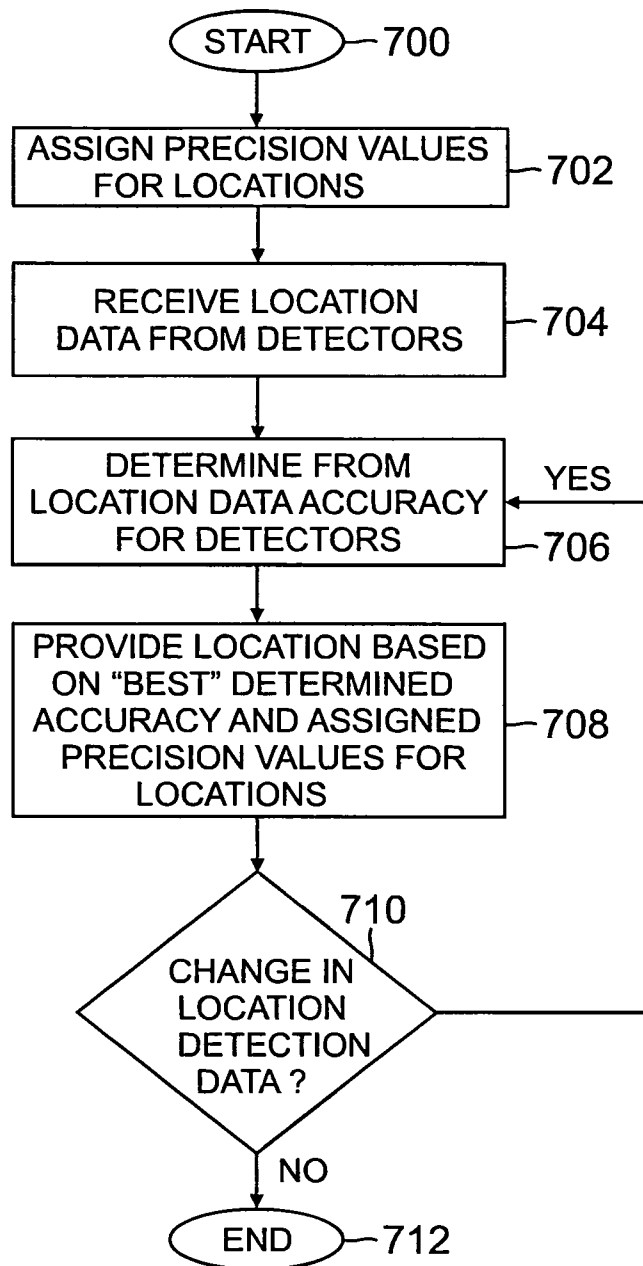 START
700
ASSIGN PRECISION VALUES
FOR LOCATIONS
702
RECEIVE LOCATION
DATA FROM DETECTORS
704
DETERMINE FROM
LOCATION DATA ACCURACY
FOR DETECTORS
YES
706
PROVIDE LOCATION BASED
ON “BEST” DETERMINED
ACCURACY AND ASSIGNED
PRECISION VALUES FOR
LOCATIONS
708
710
CHANGE IN
LOCATION
DETECTION
DATA ?
NO
END
712